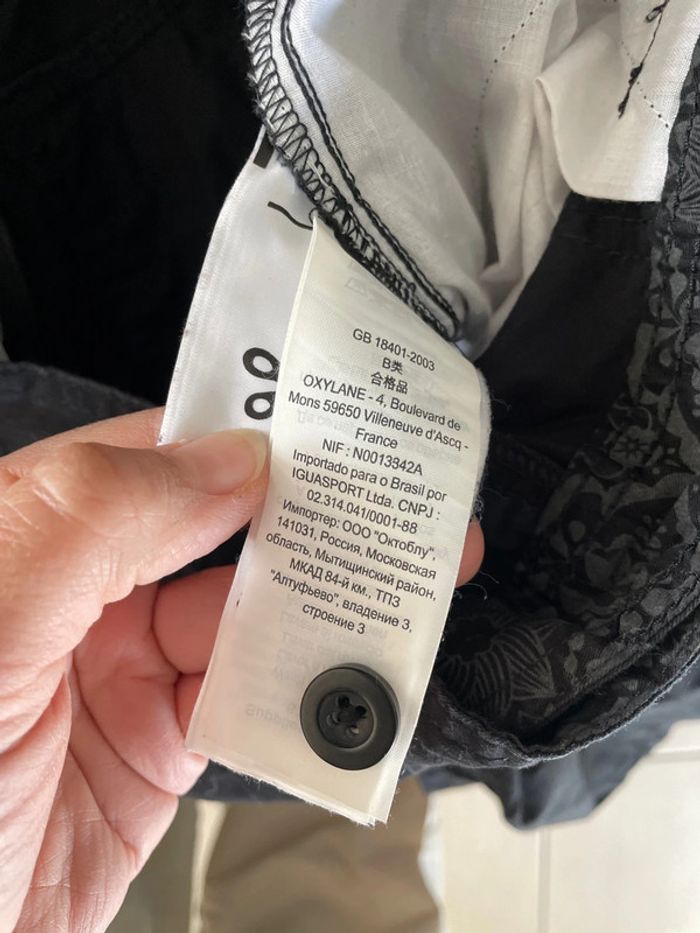 GB 18401-2003
B类
合格品
OXYLANE - 4, Boulevard de
Mons 59650 Villeneuve d'Ascq -
France
NIF : N0013342A
Importado para o Brasil por
IGUASPORT Ltda. CNPJ :
02.314.041/0001-88
Импортер: ООО "Октоблу",
141031, Россия, Московская
область, Мытищинский район,
МКАД 84-й км., ТПЗ
"Алтуфьево", владение 3,
строение 3